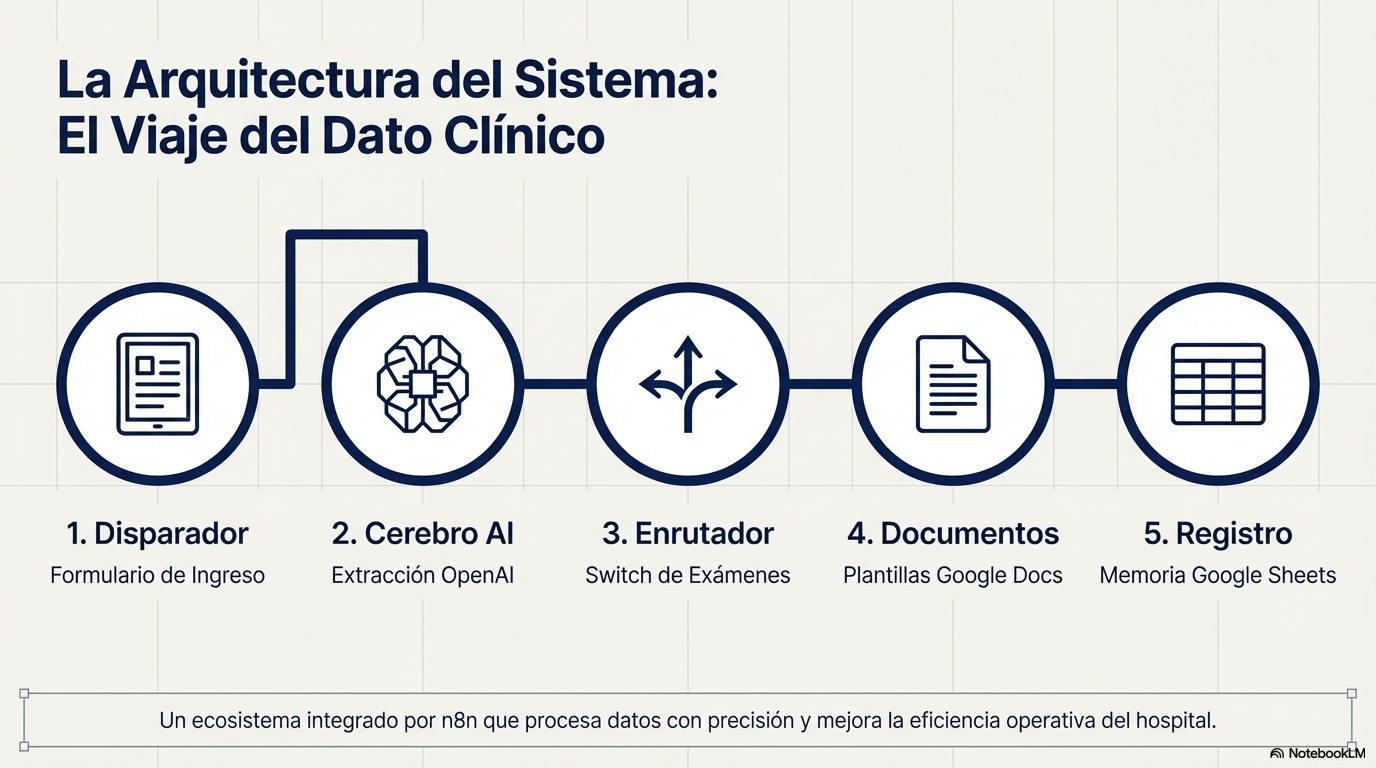 La Arquitectura del Sistema:
El Viaje del Dato Clínico
1. Disparador
Formulario de Ingreso
2. Cerebro AI
Extracción OpenAI
3. Enrutador
Switch de Exámenes
4. Documentos
Plantillas Google Docs
5. Registro
Memoria Google Sheets
Un ecosistema integrado por n8n que procesa datos con precisión y mejora la eficiencia operativa del hospital.
NotebookLM